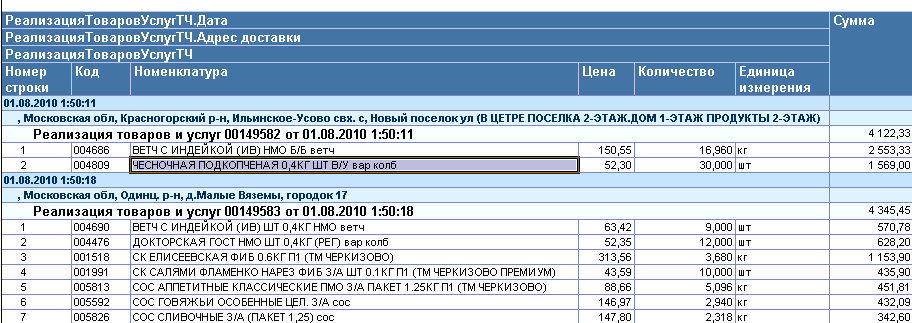 РеализацияТоваровУслугТЧ.Дата Сумма
РеализацияТоваровУслугТЧ.Адрес доставки
РеализацияТоваровУслугТЧ
Номер строки Код Номенклатура Цена Количество Единица измерения
01.08.2010 1:50:11
, Московская обл, Красногорский р-н, Ильинское-Усово свх. с, Новый поселок ул (В ЦЕТРЕ ПОСЕЛКА 2-ЭТАЖ.ДОМ 1-ЭТАЖ ПРОДУКТЫ 2-ЭТАЖ)
Реализация товаров и услуг 00149582 от 01.08.2010 1:50:11 4 122,33
1 004686 ВЕТЧ С ИНДЕЙКОЙ (ИВ) НМО Б/Б ветч 150,55 16,960 кг 2 553,33
2 004809 ЧЕСНОЧНАЯ ПОДКОПЧЕНАЯ 0,4КГ ШТ В/У вар колб 52,30 30,000 шт 1 569,00
01.08.2010 1:50:18
, Московская обл, Одинц. р-н, д.Малые Вяземы, городок 17
Реализация товаров и услуг 00149583 от 01.08.2010 1:50:18 4 345,45
1 004690 ВЕТЧ С ИНДЕЙКОЙ (ИВ) ШТ 0,4КГ НМО ветч 63,42 9,000 шт 570,78
2 004476 ДОКТОРСКАЯ ГОСТ НМО ШТ 0,4КГ (РЕГ) вар колб 52,35 12,000 шт 628,20
3 001518 СК ЕЛИСЕЕВСКАЯ ФИБ 0.6КГ П1 (ТМ ЧЕРКИЗОВО) 313,56 3,680 кг 1 153,90
4 001991 СК САЛЯМИ ФЛАМЕНКО НАРЕЗ ФИБ З/А ШТ 0.1КГ П1 (ТМ ЧЕРКИЗОВО ПРЕМИУМ) 43,59 10,000 шт 435,90
5 005813 СОС АППЕТИТНЫЕ КЛАССИЧЕСКИЕ ПМО З/А ПАКЕТ 1.25КГ П1 (ТМ ЧЕРКИЗОВО) 88,66 5,096 кг 451,81
6 005592 СОС ГОВЯЖЬИ ОСОБЕННЫЕ ЦЕЛ. З/А сос 146,97 2,940 кг 432,09
7 005826 СОС СЛИВОЧНЫЕ З/А (ПАКЕТ 1,25) сос 147,80 2,318 кг 342,60